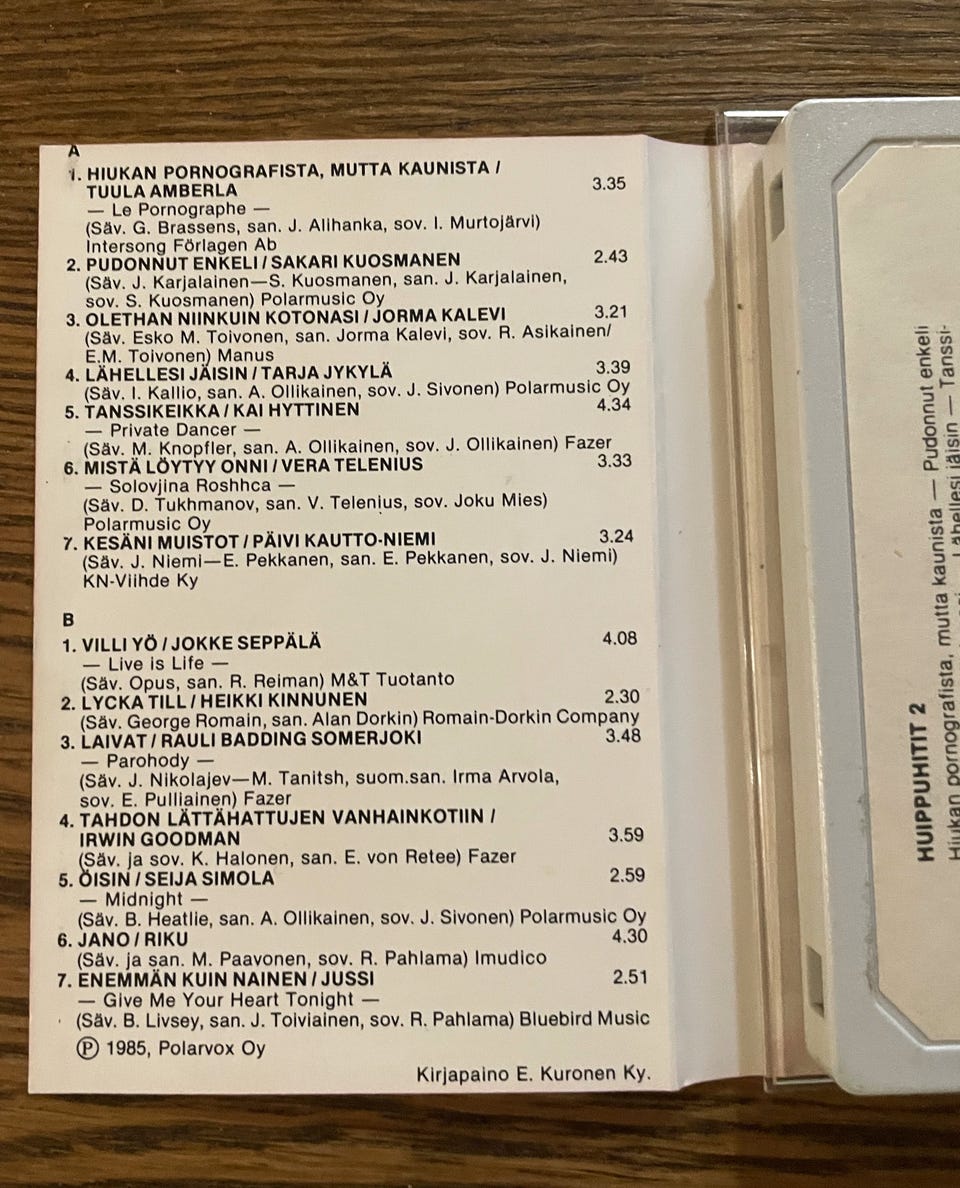 A
1. HIUKAN PORNOGRAFISTA, MUTTA KAUNISTA /
TUULA AMBERLA 3.35
— Le Pornographe —
(Säv. G. Brassens, san. J. Alihanka, sov. I. Murtojärvi)
Intersong Förlagen Ab
2. PUDONNUT ENKELI / SAKARI KUOSMANEN 2.43
(Säv. J. Karjalainen—S. Kuosmanen, san. J. Karjalainen,
sov. S. Kuosmanen) Polarmusic Oy
3. OLETHAN NIINKUIN KOTONASI / JORMA KALEVI 3.21
(Säv. Esko M. Toivonen, san. Jorma Kalevi, sov. R. Asikainen/
E.M. Toivonen) Manus
4. LÄHELLESI JÄISIN / TARJA JYKYLÄ 3.39
(Säv. I. Kallio, san. A. Ollikainen, sov. J. Sivonen) Polarmusic Oy
5. TANSSIKEIKKA / KAI HYTTINEN 4.34
— Private Dancer —
(Säv. M. Knopfler, san. A. Ollikainen, sov. J. Ollikainen) Fazer
6. MISTÄ LÖYTYY ONNI / VERA TELENIUS 3.33
— Solovjina Roshhca —
(Säv. D. Tukhmanov, san. V. Telenius, sov. Joku Mies)
Polarmusic Oy
7. KESÄNI MUISTOT / PÄIVI KAUTTO-NIEMI 3.24
(Säv. J. Niemi—E. Pekkanen, san. E. Pekkanen, sov. J. Niemi)
KN-Viihde Ky
B
1. VILLI YÖ / JOKKE SEPPÄLÄ 4.08
— Live is Life —
(Säv. Opus, san. R. Reiman) M&T Tuotanto
2. LYCKA TILL / HEIKKI KINNUNEN 2.30
(Säv. George Romain, san. Alan Dorkin) Romain-Dorkin Company
3. LAIVAT / RAULI BADDING SOMERJOKI 3.48
— Parohody —
(Säv. J. Nikolajev—M. Tanitsh, suom.san. Irma Arvola,
sov. E. Pulliainen) Fazer
4. TAHDON LÄTTÄHATTUJEN VANHAINKOTIIN /
IRWIN GOODMAN 3.59
(Säv. ja sov. K. Halonen, san. E. von Retee) Fazer
5. ÖISIN / SEIJA SIMOLA 2.59
— Midnight —
(Säv. B. Heatlie, san. A. Ollikainen, sov. J. Sivonen) Polarmusic Oy
6. JANO / RIKU 4.30
(Säv. ja san. M. Paavonen, sov. R. Pahlama) Imudico
7. ENEMMÄN KUIN NAINEN / JUSSI 2.51
— Give Me Your Heart Tonight —
(Säv. B. Livsey, san. J. Toiviainen, sov. R. Pahlama) Bluebird Music
Ⓟ 1985, Polarvox Oy
Kirjapaino E. Kuronen Ky.
HUIPPUHITIT 2
Hiukan pornografista, mutta kaunista — Pudonnut enkeli
Lähellesi jäisin — Tanssi-